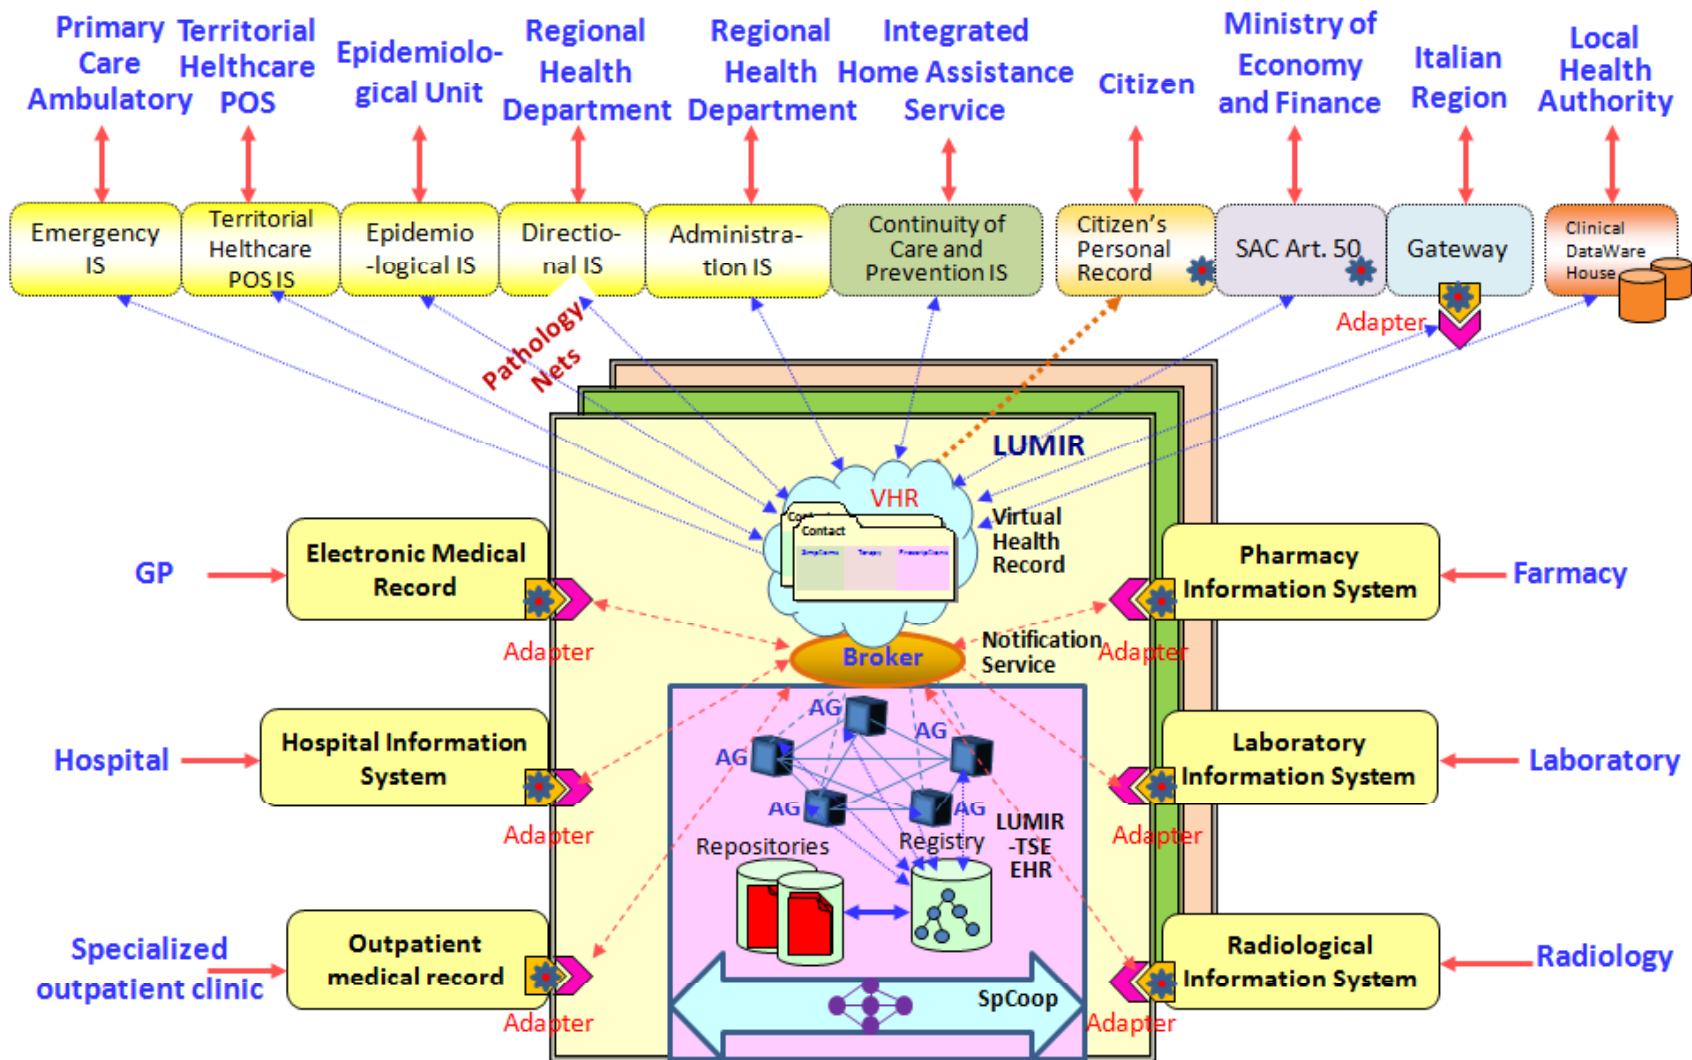 Primary
Care
Ambulatory
Territorial
Helthcare
POS
Epidemiolo-
gical Unit
Regional
Health
Department
Regional
Health
Department
Integrated
Home Assistance
Service
Citizen
Ministry of
Economy
and Finance
Italian
Region
Local
Health
Authority
Emergency
IS
Territorial
Helthcare
POS IS
Epidemio
-logical IS
Directio-
nal IS
Administra-
tion IS
Continuity of
Care and
Prevention IS
Citizen's
Personal
Record
SAC Art. 50
Gateway
Clinical
DataWare
House
Adapter
Pathology
Nets
LUMIR
VHR
Contact
Virtual
Health
Record
GP
Electronic Medical
Record
Adapter
Pharmacy
Information System
Farmacy
Adapter
Broker
Notification
Service
Hospital
Hospital Information
System
Adapter
Laboratory
Information System
Laboratory
Adapter
AG
AG
AG
AG
AG
LUMIR
-TSE
EHR
Repositories
Registry
Specialized
outpatient clinic
Outpatient
medical record
Adapter
Radiological
Information System
Radiology
Adapter
SpCoop